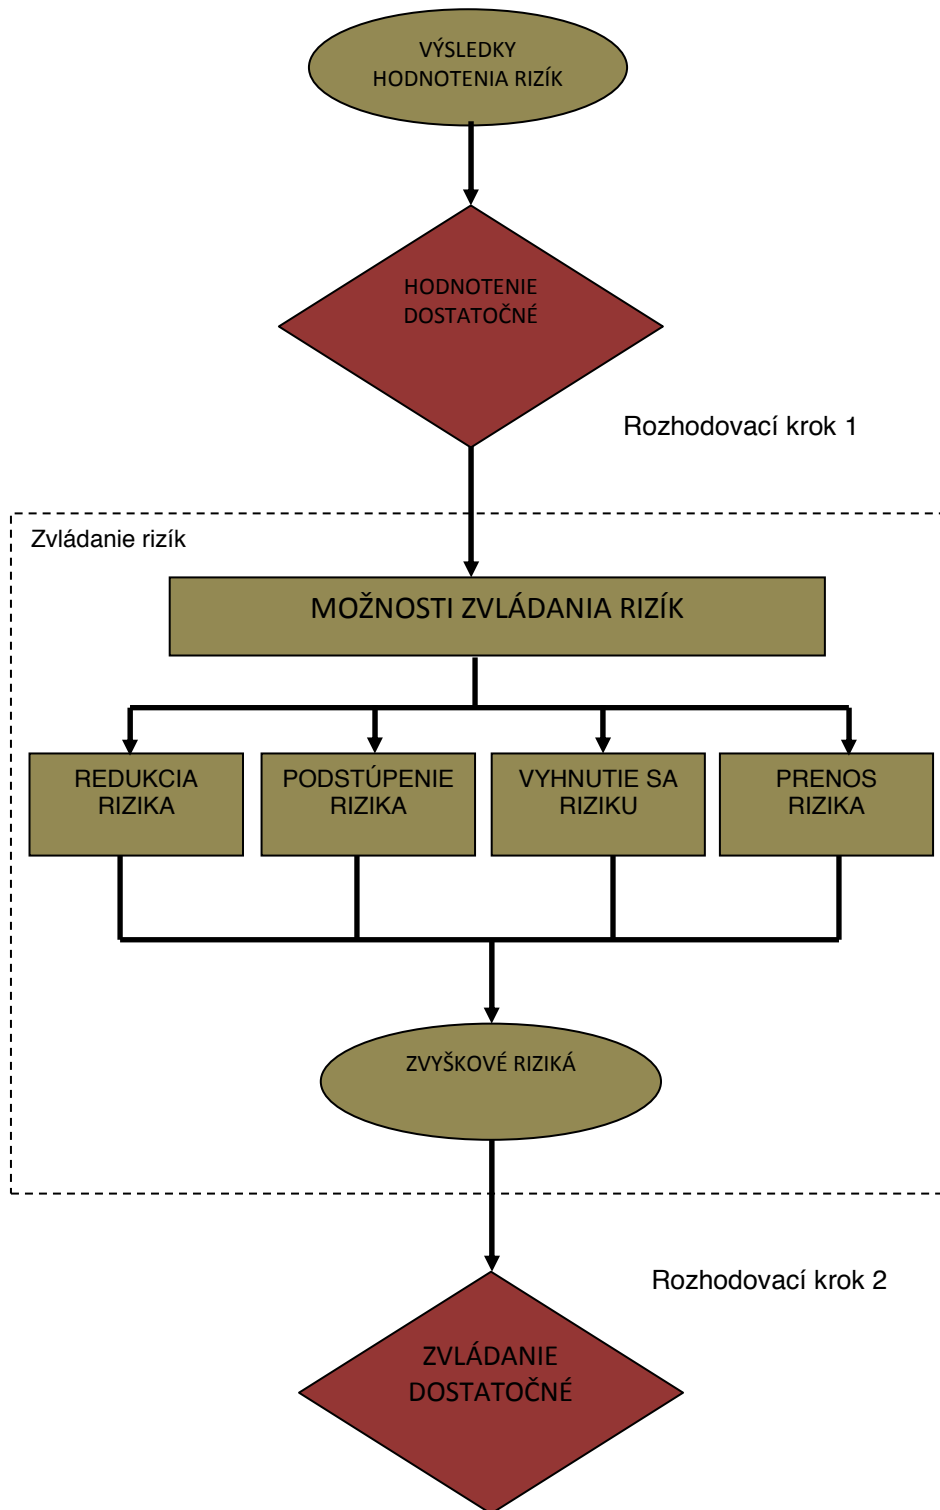 VÝSLEDKY
HODNOTENIA RIZÍK
HODNOTENIE
DOSTATOČNÉ
Rozhodovací krok 1
Zvládanie rizík
MOŽNOSTI ZVLÁDANIA RIZÍK
REDUKCIA
RIZIKA
PODSTÚPENIE
RIZIKA
VYHNUTIE SA
RIZIKU
PRENOS
RIZIKA
ZVYŠKOVÉ RIZIKÁ
Rozhodovací krok 2
ZVLÁDANIE
DOSTATOČNÉ